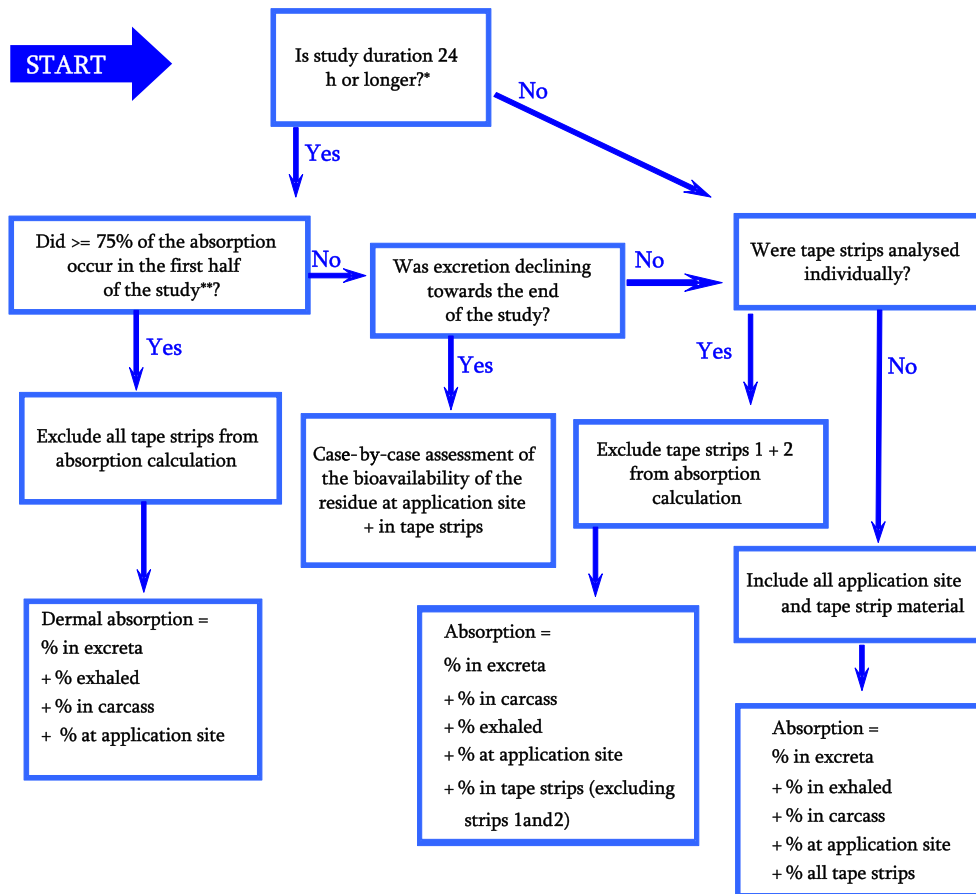 START
Is study duration 24
h or longer?*
No
Yes
Did >= 75% of the absorption
occur in the first half
of the study**?
No
Was excretion declining
towards the end
of the study?
No
Were tape strips analysed
individually?
Yes
Yes
Yes
No
Exclude all tape strips from
absorption calculation
Case-by-case assessment of
the bioavailability of the
residue at application site
+ in tape strips
Exclude tape strips 1 + 2
from absorption
calculation
Include all application site
and tape strip material
Dermal absorption =
% in excreta
+ % exhaled
+ % in carcass
+ % at application site
Absorption =
% in excreta
+ % in carcass
+ % exhaled
+ % at application site
+ % in tape strips (excluding
strips 1and2)
Absorption =
% in excreta
+ % in exhaled
+ % in carcass
+ % at application site
+ % all tape strips